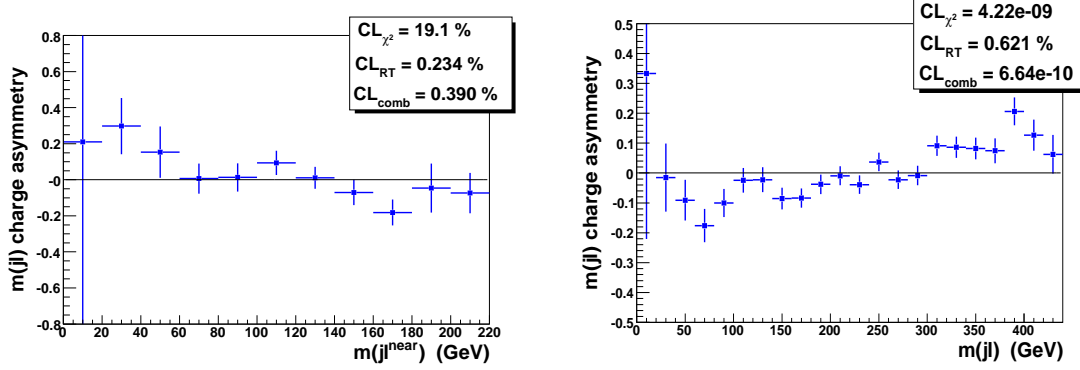 CL_χ² = 19.1 %
CL_RT = 0.234 %
CL_comb = 0.390 %
m(jl) charge asymmetry
0.8
0.6
0.4
0.2
-0
-0.2
-0.4
-0.6
-0.8
0 20 40 60 80 100 120 140 160 180 200 220
m(jl^near) (GeV)
CL_χ² = 4.22e-09
CL_RT = 0.621 %
CL_comb = 6.64e-10
m(jl) charge asymmetry
0.5
0.4
0.3
0.2
0.1
0
-0.1
-0.2
-0.3
-0.4
-0.5
0 50 100 150 200 250 300 350 400
m(jl) (GeV)